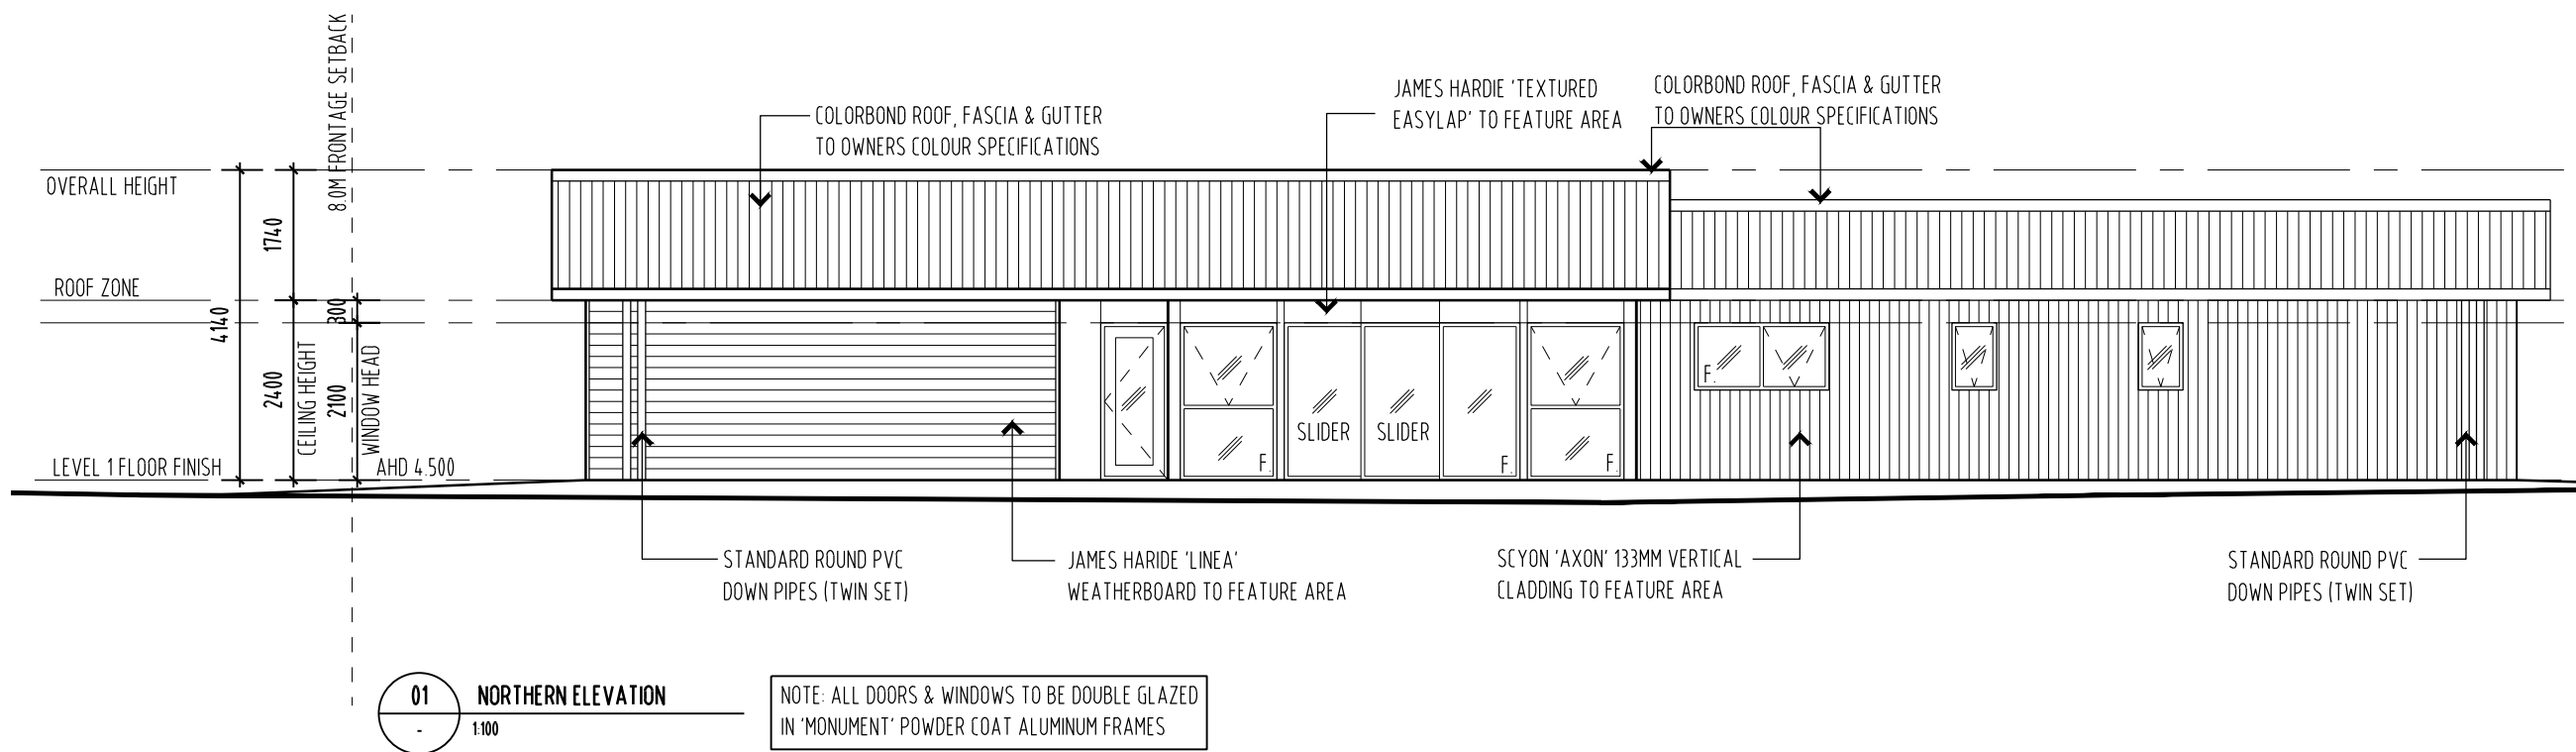 8.0M FRONTAGE SETBACK
JAMES HARDIE 'TEXTURED
EASYLAP' TO FEATURE AREA
COLORBOND ROOF, FASCIA & GUTTER
TO OWNERS COLOUR SPECIFICATIONS
COLORBOND ROOF, FASCIA & GUTTER
TO OWNERS COLOUR SPECIFICATIONS
OVERALL HEIGHT
1740
ROOF ZONE
300
4140
2400
CEILING HEIGHT
2100
WINDOW HEAD
F.
SLIDER
SLIDER
F.
F.
F.
LEVEL 1 FLOOR FINISH
AHD 4.500
STANDARD ROUND PVC
DOWN PIPES (TWIN SET)
JAMES HARIDE 'LINEA'
WEATHERBOARD TO FEATURE AREA
SCYON 'AXON' 133MM VERTICAL
CLADDING TO FEATURE AREA
STANDARD ROUND PVC
DOWN PIPES (TWIN SET)
01
-
NORTHERN ELEVATION
1:100
NOTE: ALL DOORS & WINDOWS TO BE DOUBLE GLAZED
IN 'MONUMENT' POWDER COAT ALUMINUM FRAMES